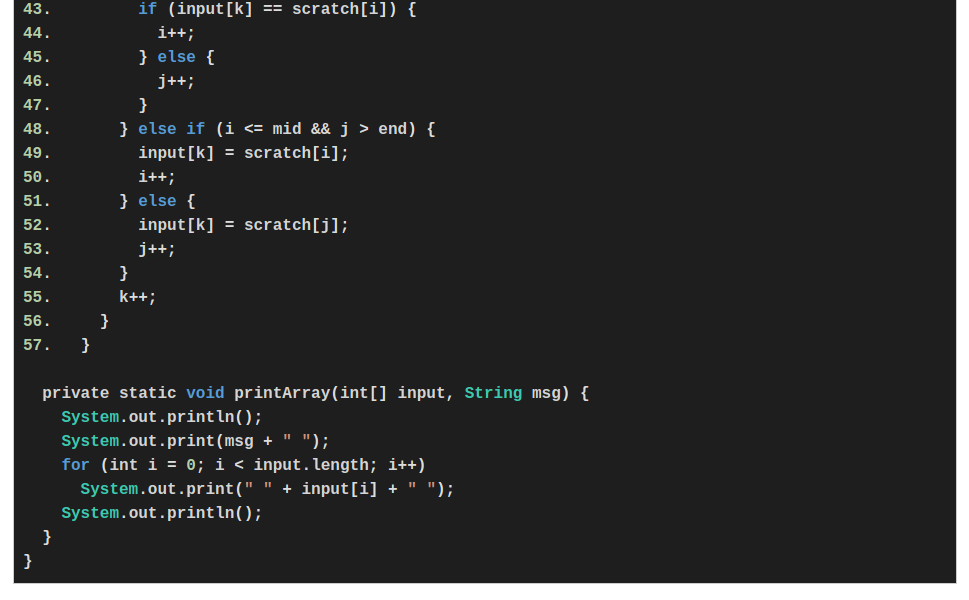 43.         if (input[k] == scratch[i]) {
44.           i++;
45.         } else {
46.           j++;
47.         }
48.       } else if (i <= mid && j > end) {
49.         input[k] = scratch[i];
50.         i++;
51.       } else {
52.         input[k] = scratch[j];
53.         j++;
54.       }
55.       k++;
56.     }
57.   }

  private static void printArray(int[] input, String msg) {
    System.out.println();
    System.out.print(msg + " ");
    for (int i = 0; i < input.length; i++)
      System.out.print(" " + input[i] + " ");
    System.out.println();
  }
}